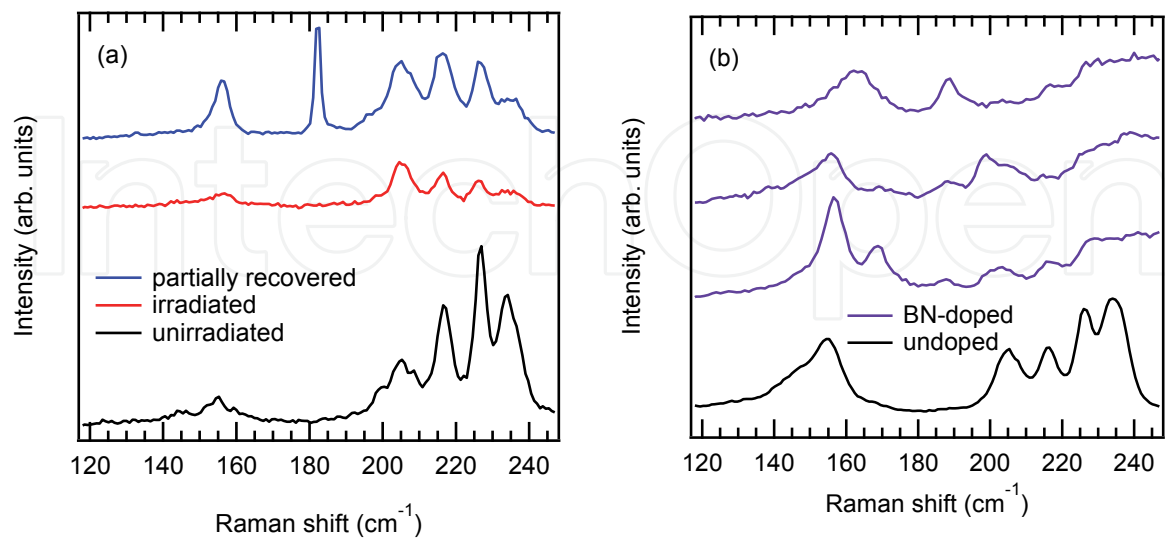 (a)
Intensity (arb. units)
partially recovered
irradiated
unirradiated
120 140 160 180 200 220 240
Raman shift (cm⁻¹)
(b)
Intensity (arb. units)
BN-doped
undoped
120 140 160 180 200 220 240
Raman shift (cm⁻¹)
IntechOpen